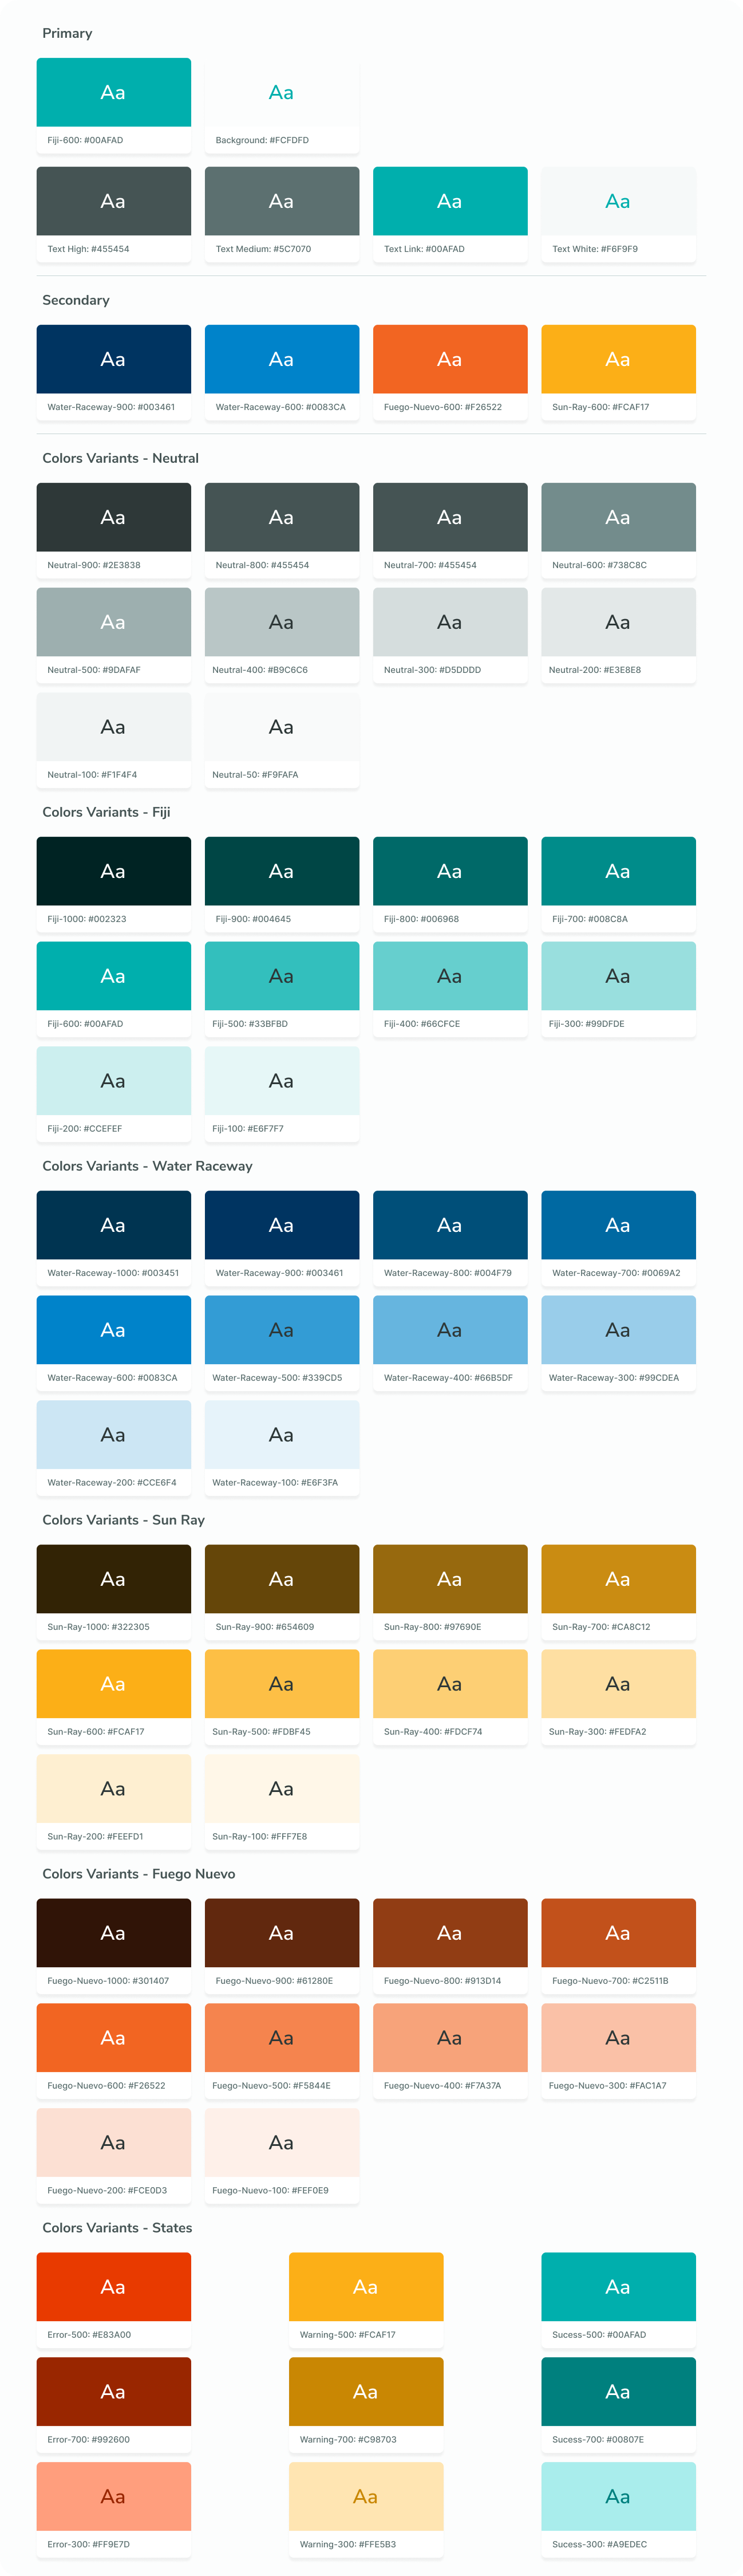 Primary
Aa
Aa
Fiji-600: #00AFAD
Background: #FCFDFD
Aa
Aa
Aa
Aa
Text High: #455454
Text Medium: #5C7070
Text Link: #00AFAD
Text White: #F6F9F9
Secondary
Aa
Aa
Aa
Aa
Water-Raceway-900: #003461
Water-Raceway-600: #0083CA
Fuego-Nuevo-600: #F26522
Sun-Ray-600: #FCAF17
Colors Variants - Neutral
Aa
Aa
Aa
Aa
Neutral-900: #2E3838
Neutral-800: #455454
Neutral-700: #455454
Neutral-600: #738C8C
Aa
Aa
Aa
Aa
Neutral-500: #9DAFAF
Neutral-400: #B9C6C6
Neutral-300: #D5DDDD
Neutral-200: #E3E8E8
Aa
Aa
Neutral-100: #F1F4F4
Neutral-50: #F9FAFA
Colors Variants - Fiji
Aa
Aa
Aa
Aa
Fiji-1000: #002323
Fiji-900: #004645
Fiji-800: #006968
Fiji-700: #008C8A
Aa
Aa
Aa
Aa
Fiji-600: #00AFAD
Fiji-500: #33BFBD
Fiji-400: #66CFCE
Fiji-300: #99DFDE
Aa
Aa
Fiji-200: #CCEFEF
Fiji-100: #E6F7F7
Colors Variants - Water Raceway
Aa
Aa
Aa
Aa
Water-Raceway-1000: #003451
Water-Raceway-900: #003461
Water-Raceway-800: #004F79
Water-Raceway-700: #0069A2
Aa
Aa
Aa
Aa
Water-Raceway-600: #0083CA
Water-Raceway-500: #339CD5
Water-Raceway-400: #66B5DF
Water-Raceway-300: #99CDEA
Aa
Aa
Water-Raceway-200: #CCE6F4
Water-Raceway-100: #E6F3FA
Colors Variants - Sun Ray
Aa
Aa
Aa
Aa
Sun-Ray-1000: #322305
Sun-Ray-900: #654609
Sun-Ray-800: #97690E
Sun-Ray-700: #CA8C12
Aa
Aa
Aa
Aa
Sun-Ray-600: #FCAF17
Sun-Ray-500: #FDBF45
Sun-Ray-400: #FDCF74
Sun-Ray-300: #FEDFA2
Aa
Aa
Sun-Ray-200: #FEEFD1
Sun-Ray-100: #FFF7E8
Colors Variants - Fuego Nuevo
Aa
Aa
Aa
Aa
Fuego-Nuevo-1000: #301407
Fuego-Nuevo-900: #61280E
Fuego-Nuevo-800: #913D14
Fuego-Nuevo-700: #C2511B
Aa
Aa
Aa
Aa
Fuego-Nuevo-600: #F26522
Fuego-Nuevo-500: #F5844E
Fuego-Nuevo-400: #F7A37A
Fuego-Nuevo-300: #FAC1A7
Aa
Aa
Fuego-Nuevo-200: #FCE0D3
Fuego-Nuevo-100: #FEF0E9
Colors Variants - States
Aa
Aa
Aa
Error-500: #E83A00
Warning-500: #FCAF17
Sucess-500: #00AFAD
Aa
Aa
Aa
Error-700: #992600
Warning-700: #C98703
Sucess-700: #00807E
Aa
Aa
Aa
Error-300: #FF9E7D
Warning-300: #FFE5B3
Sucess-300: #A9EDEC